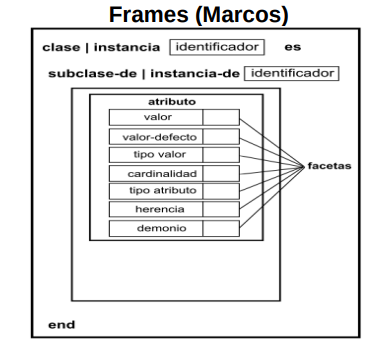 Frames (Marcos)
clase | instancia identificador es
subclase-de | instancia-de identificador
atributo
valor
valor-defecto
tipo valor
facetas
cardinalidad
tipo atributo
herencia
demonio
end